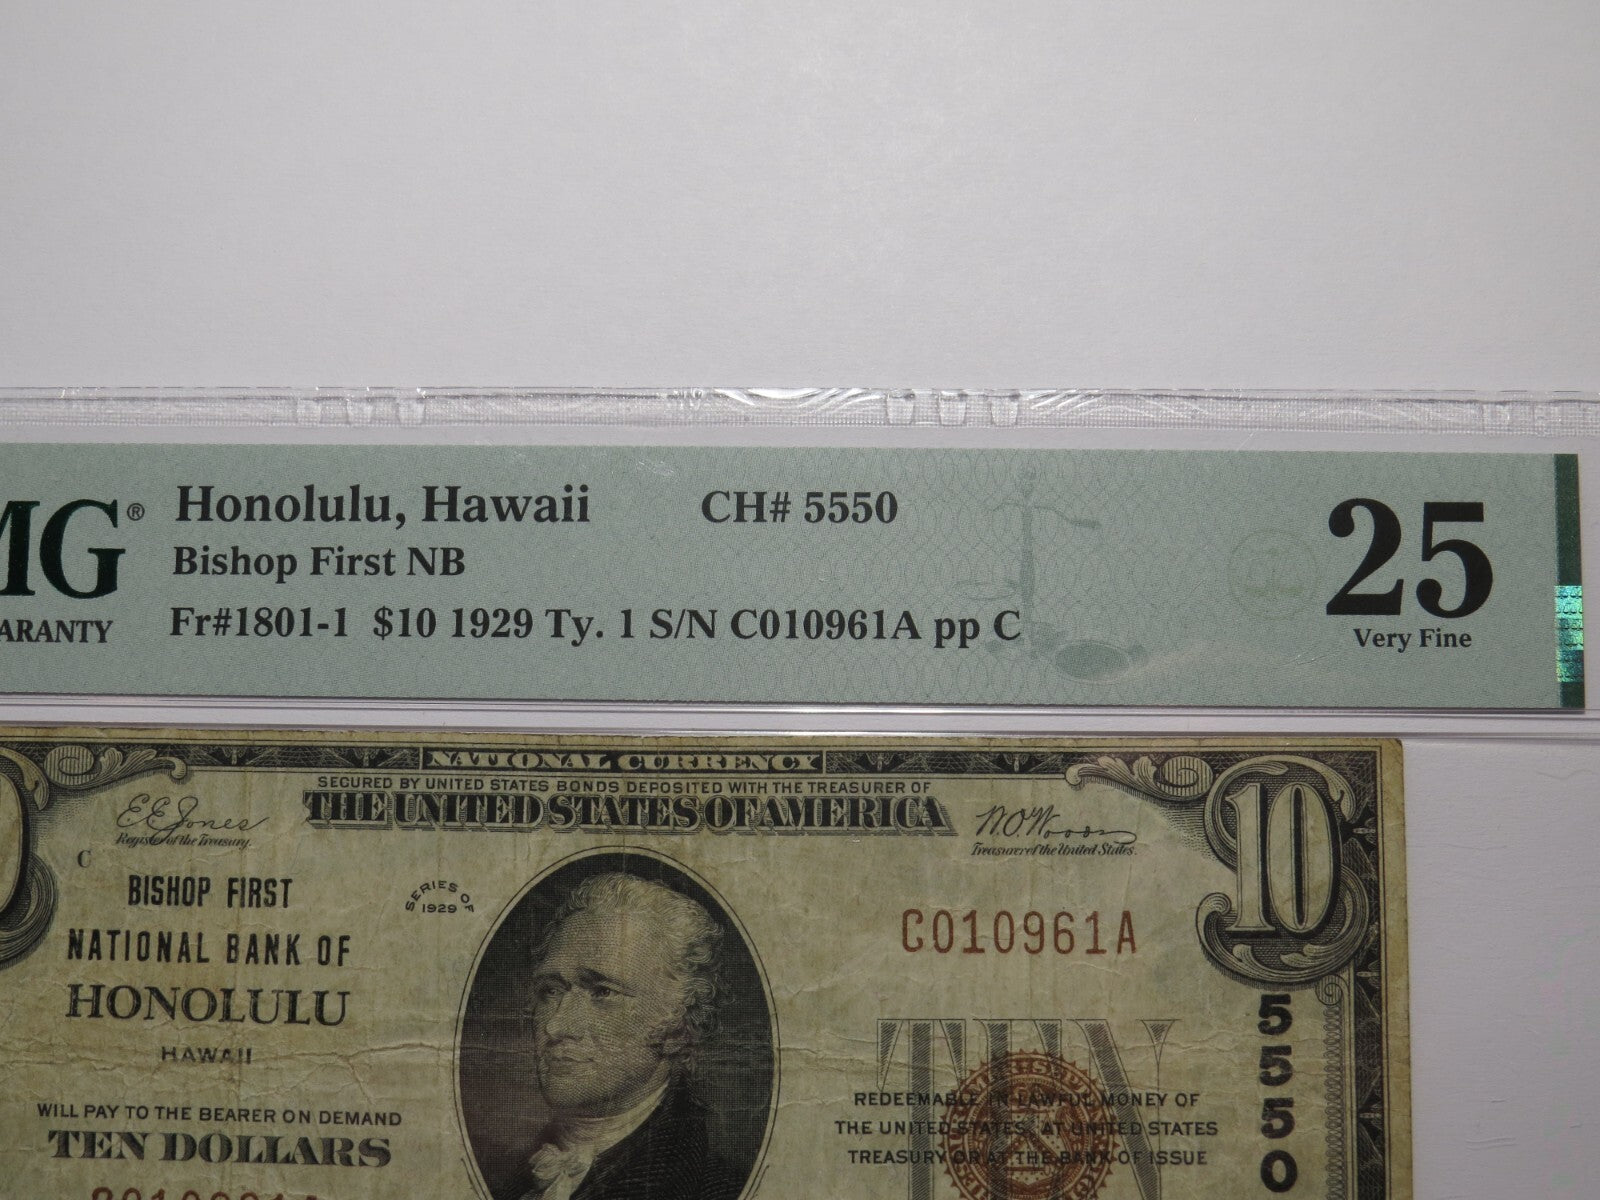 MG®
ARANTY
Honolulu, Hawaii CH# 5550
Bishop First NB
Fr#1801-1 $10 1929 Ty. 1 S/N C010961A pp C
25
Very Fine
NATIONAL CURRENCY
SECURED BY UNITED STATES BONDS DEPOSITED WITH THE TREASURER OF
THE UNITED STATES OF AMERICA
E E Jones
Register of the Treasury.
W.O. Woods
Treasurer of the United States.
10
C
BISHOP FIRST
NATIONAL BANK OF
HONOLULU
HAWAII
SERIES OF
1929
C010961A
WILL PAY TO THE BEARER ON DEMAND
TEN DOLLARS
TEN
REDEEMABLE IN LAWFUL MONEY OF
THE UNITED STATES, AT UNITED STATES
TREASURY OR AT THE BANK OF ISSUE
5550